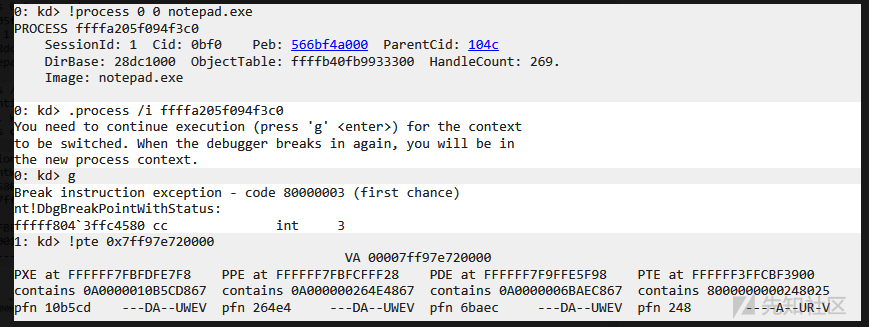 0: kd> !process 0 0 notepad.exe
PROCESS ffffa205f094f3c0
    SessionId: 1  Cid: 0bf0    Peb: 566bf4a000  ParentCid: 104c
    DirBase: 28dc1000  ObjectTable: ffffb40fb9933300  HandleCount: 269.
    Image: notepad.exe
0: kd> .process /i ffffa205f094f3c0
You need to continue execution (press 'g' <enter>) for the context
to be switched. When the debugger breaks in again, you will be in
the new process context.
0: kd> g
Break instruction exception - code 80000003 (first chance)
nt!DbgBreakPointWithStatus:
fffff804`3ffc4580 cc              int     3
1: kd> !pte 0x7ff97e720000
                                           VA 00007ff97e720000
PXE at FFFFFF7FBFDFE7F8    PPE at FFFFFF7FBFCFFF28    PDE at FFFFFF7F9FFE5F98    PTE at FFFFFF3FFCBF3900
contains 0A0000010B5CD867  contains 0A000000264E4867  contains 0A0000006BAEC867  contains 8000000000248025
pfn 10b5cd    ---DA--UWEV  pfn 264e4     ---DA--UWEV  pfn 6baec     ---DA--UWEV  pfn 248       ----A--UR-V
先知社区